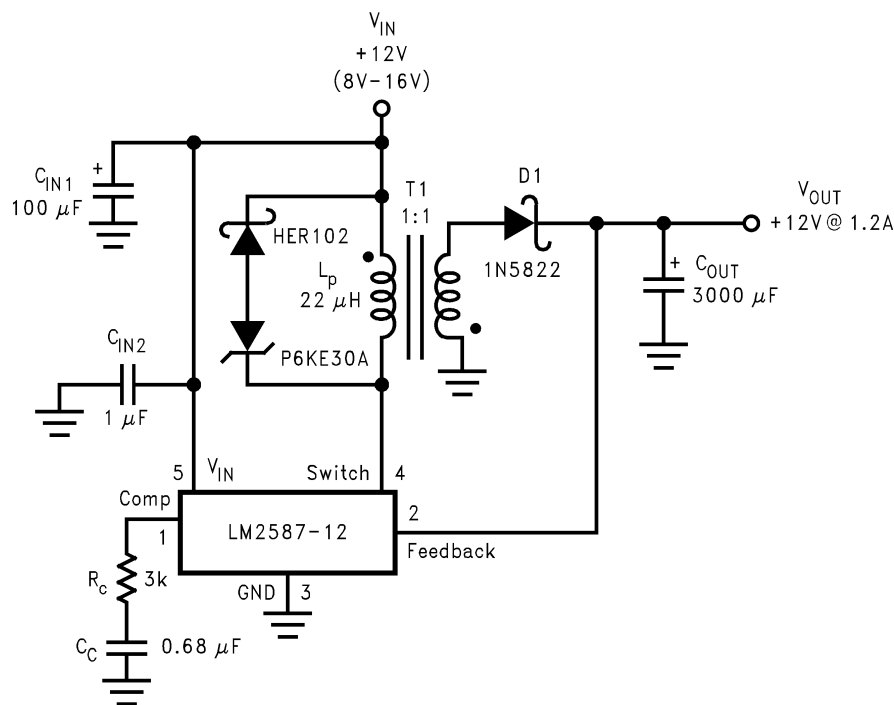 V_IN
+12V
(8V-16V)
C_IN1
100 μF
+
HER102
T1
1:1
D1
1N5822
V_OUT
+12V @ 1.2A
+
C_OUT
3000 μF
L_p
22 μH
C_IN2
1 μF
P6KE30A
5
V_IN
Switch
4
Comp
1
LM2587-12
2
Feedback
R_c
3k
GND
3
C_C
0.68 μF